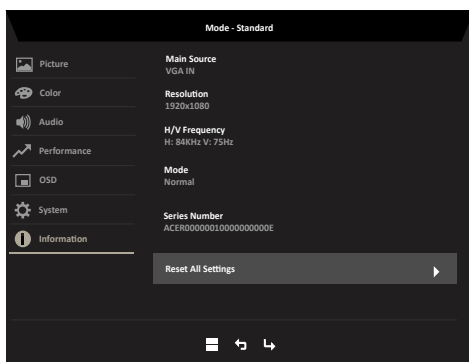 Mode - Standard
Picture
Color
Audio
Performance
OSD
System
Information
Main Source
VGA IN
Resolution
1920x1080
H/V Frequency
H: 84KHz V: 75Hz
Mode
Normal
Series Number
ACER00000010000000000E
Reset All Settings